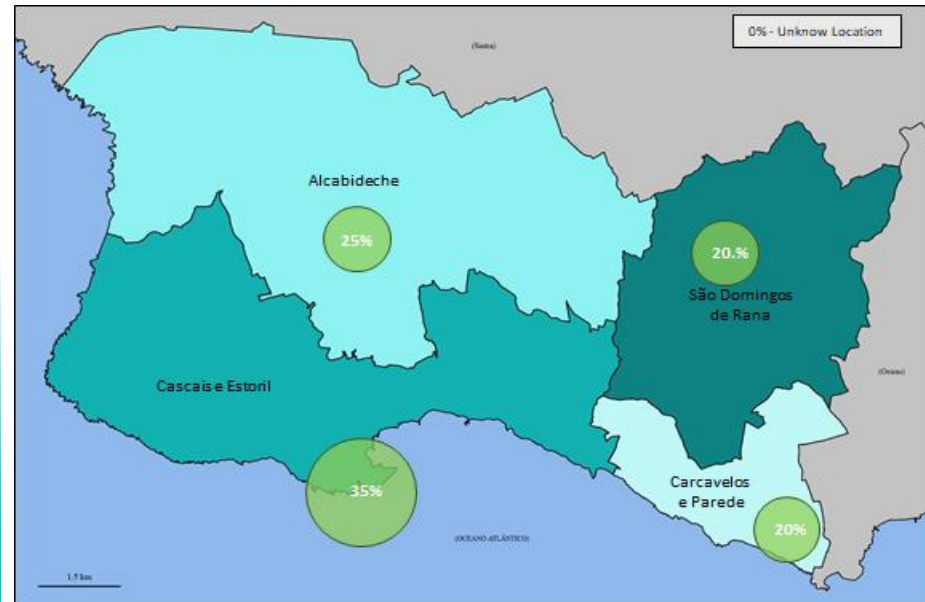 0% - Unknow Location
(Sintra)
Alcabideche
25%
20.%
São Domingos
de Rana
(Oeiras)
Cascais e Estoril
35%
Carcavelos
e Parede
20%
(OCEANO ATLÂNTICO)
1,5 km